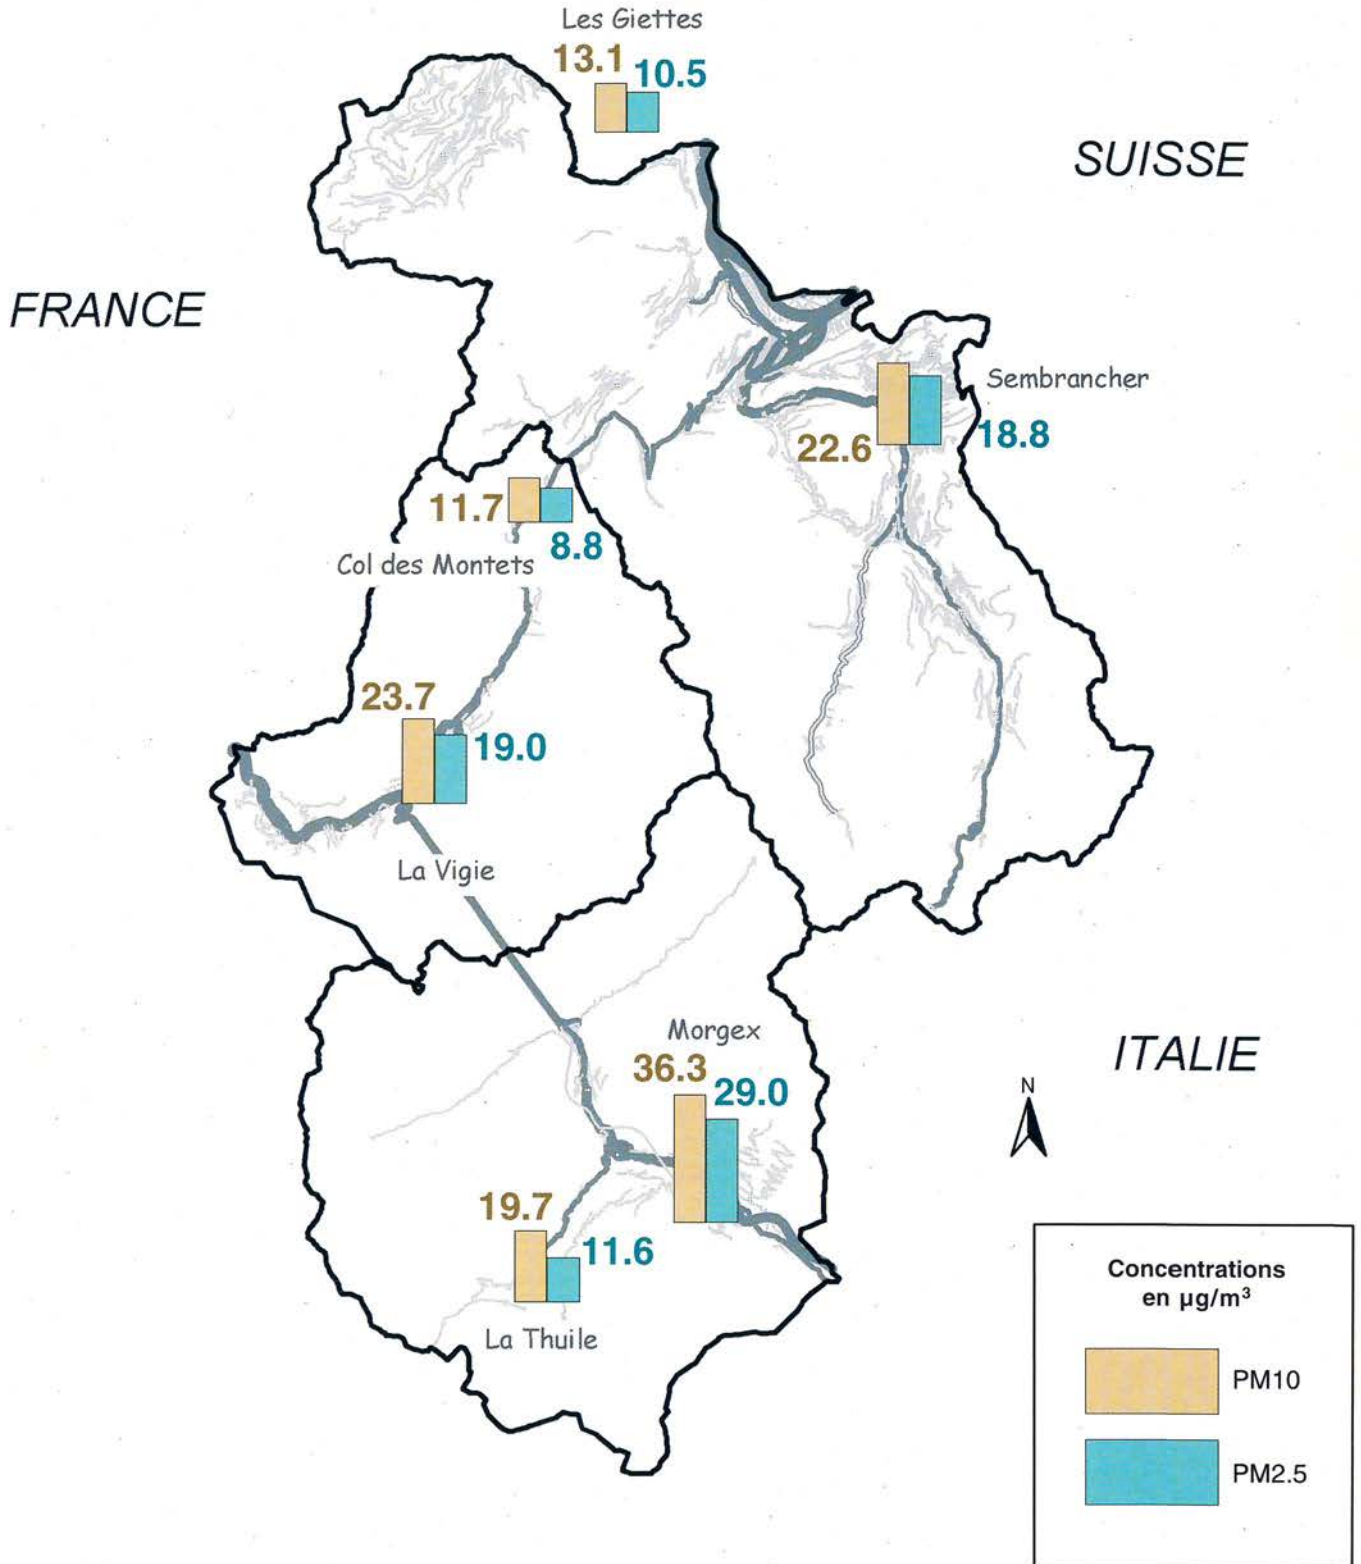 Les Giettes
13.1
10.5
SUISSE
FRANCE
Sembrancher
22.6
18.8
11.7
8.8
Col des Montets
23.7
19.0
La Vigie
Morgex
36.3
29.0
ITALIE
N
19.7
11.6
La Thuile
Concentrations
en µg/m³
PM10
PM2.5